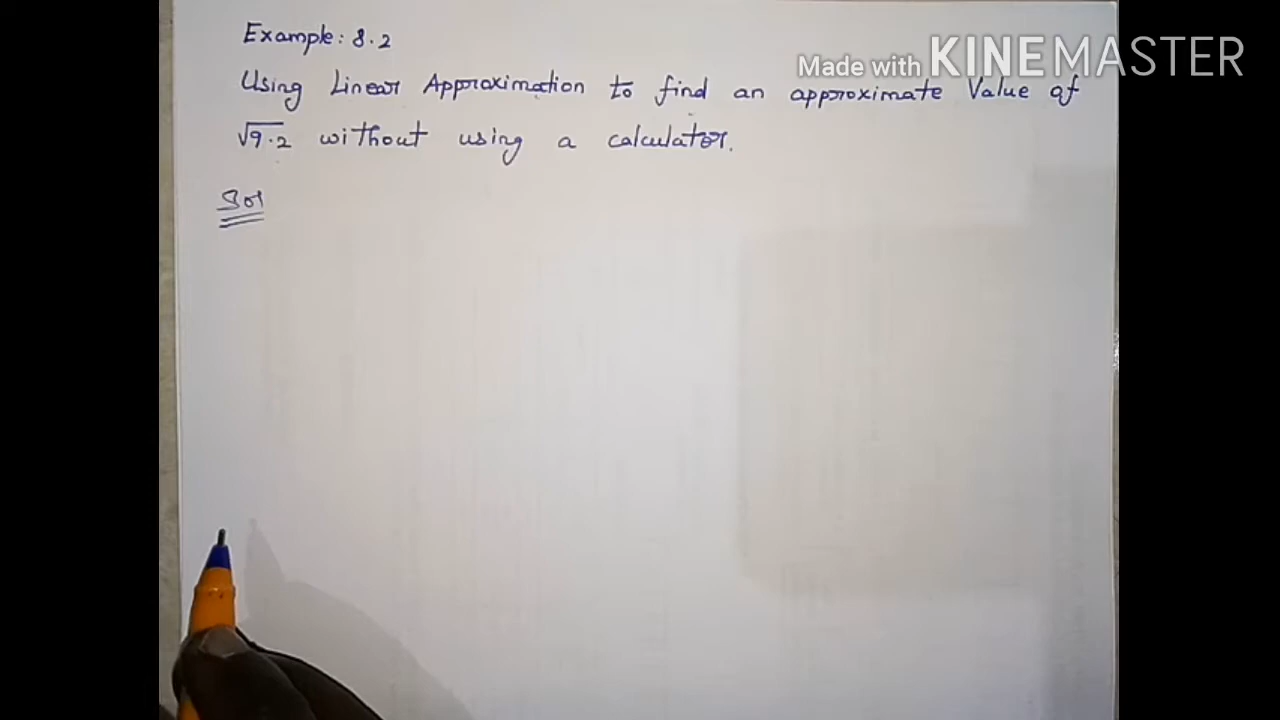 Example: 8.2
Made with KINEMASTER
Using Linear Approximation to find an approximate Value of
√9.2 without using a calculator.
Sol